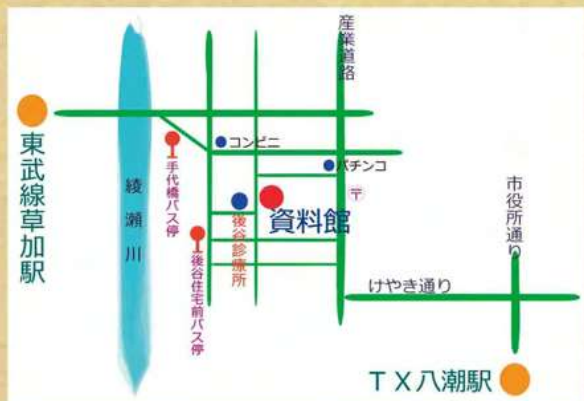 産業道路
東武線草加駅
綾瀬川
手代橋バス停
コンビニ
パチンコ
〒
市役所通り
資料館
後谷診療所
後谷住宅前バス停
けやき通り
TX八潮駅